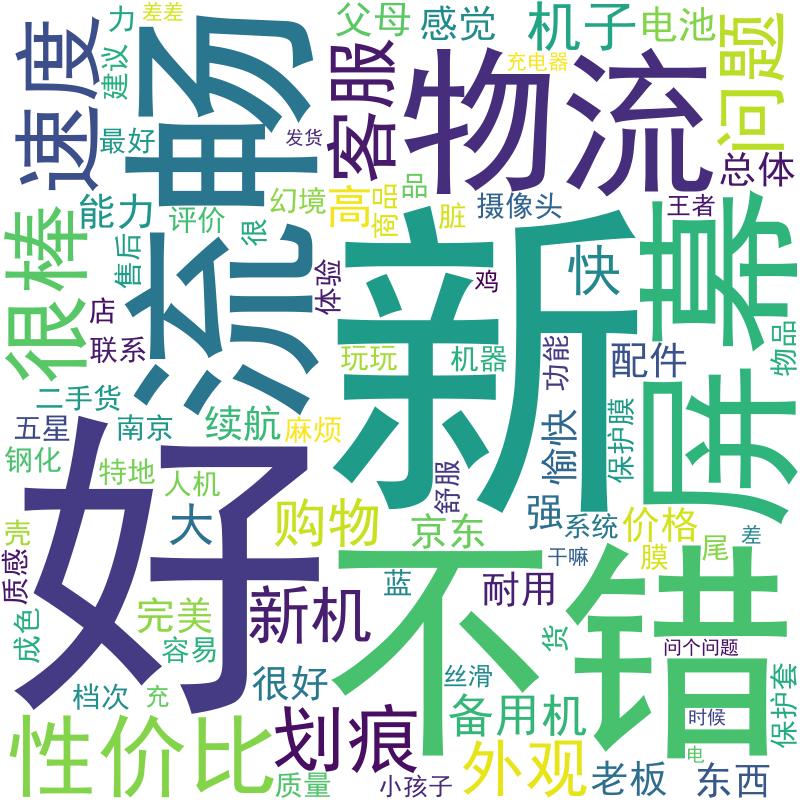 差差
力
建议
速度
流畅
父母
感觉
机子
电池
充电器
问题
客服
物流
最好
发货
总体
能力
评价
幻境
很
高
商品
品
脏
摄像头
王者
很棒
售后
体验
新
鸡
快
屏幕
店
联系
玩玩
机器
功能
配件
物品
二手货
五星
南京
续航
麻烦
舒服
愉快
保护膜
钢化
特地
人机
好
大
购物
京东
强
系统
价格
壳
质感
不错
干嘛
膜
尾
差
成色
完美
新机
蓝
耐用
货
容易
问个问题
档次
充
很好
丝滑
备用机
时候
保护套
性价比
划痕
外观
电
质量
小孩子
老板
东西